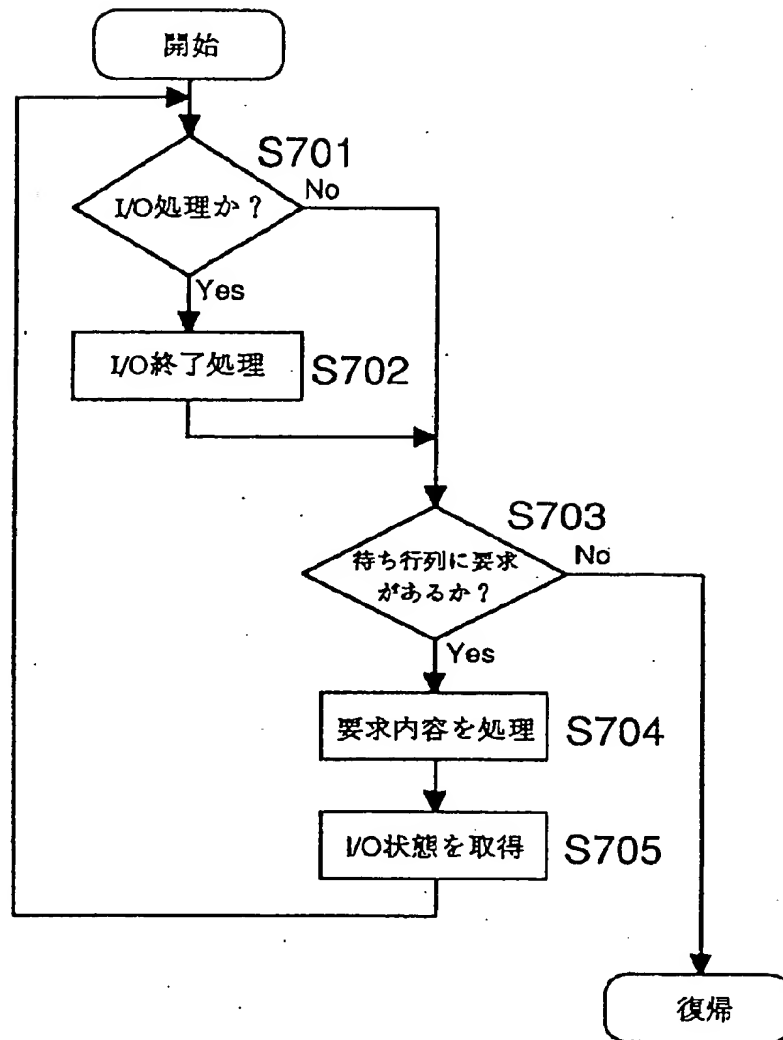 開始
S701
I/O処理か？
No
Yes
I/O終了処理
S702
S703
待ち行列に要求
があるか？
No
Yes
要求内容を処理
S704
I/O状態を取得
S705
復帰